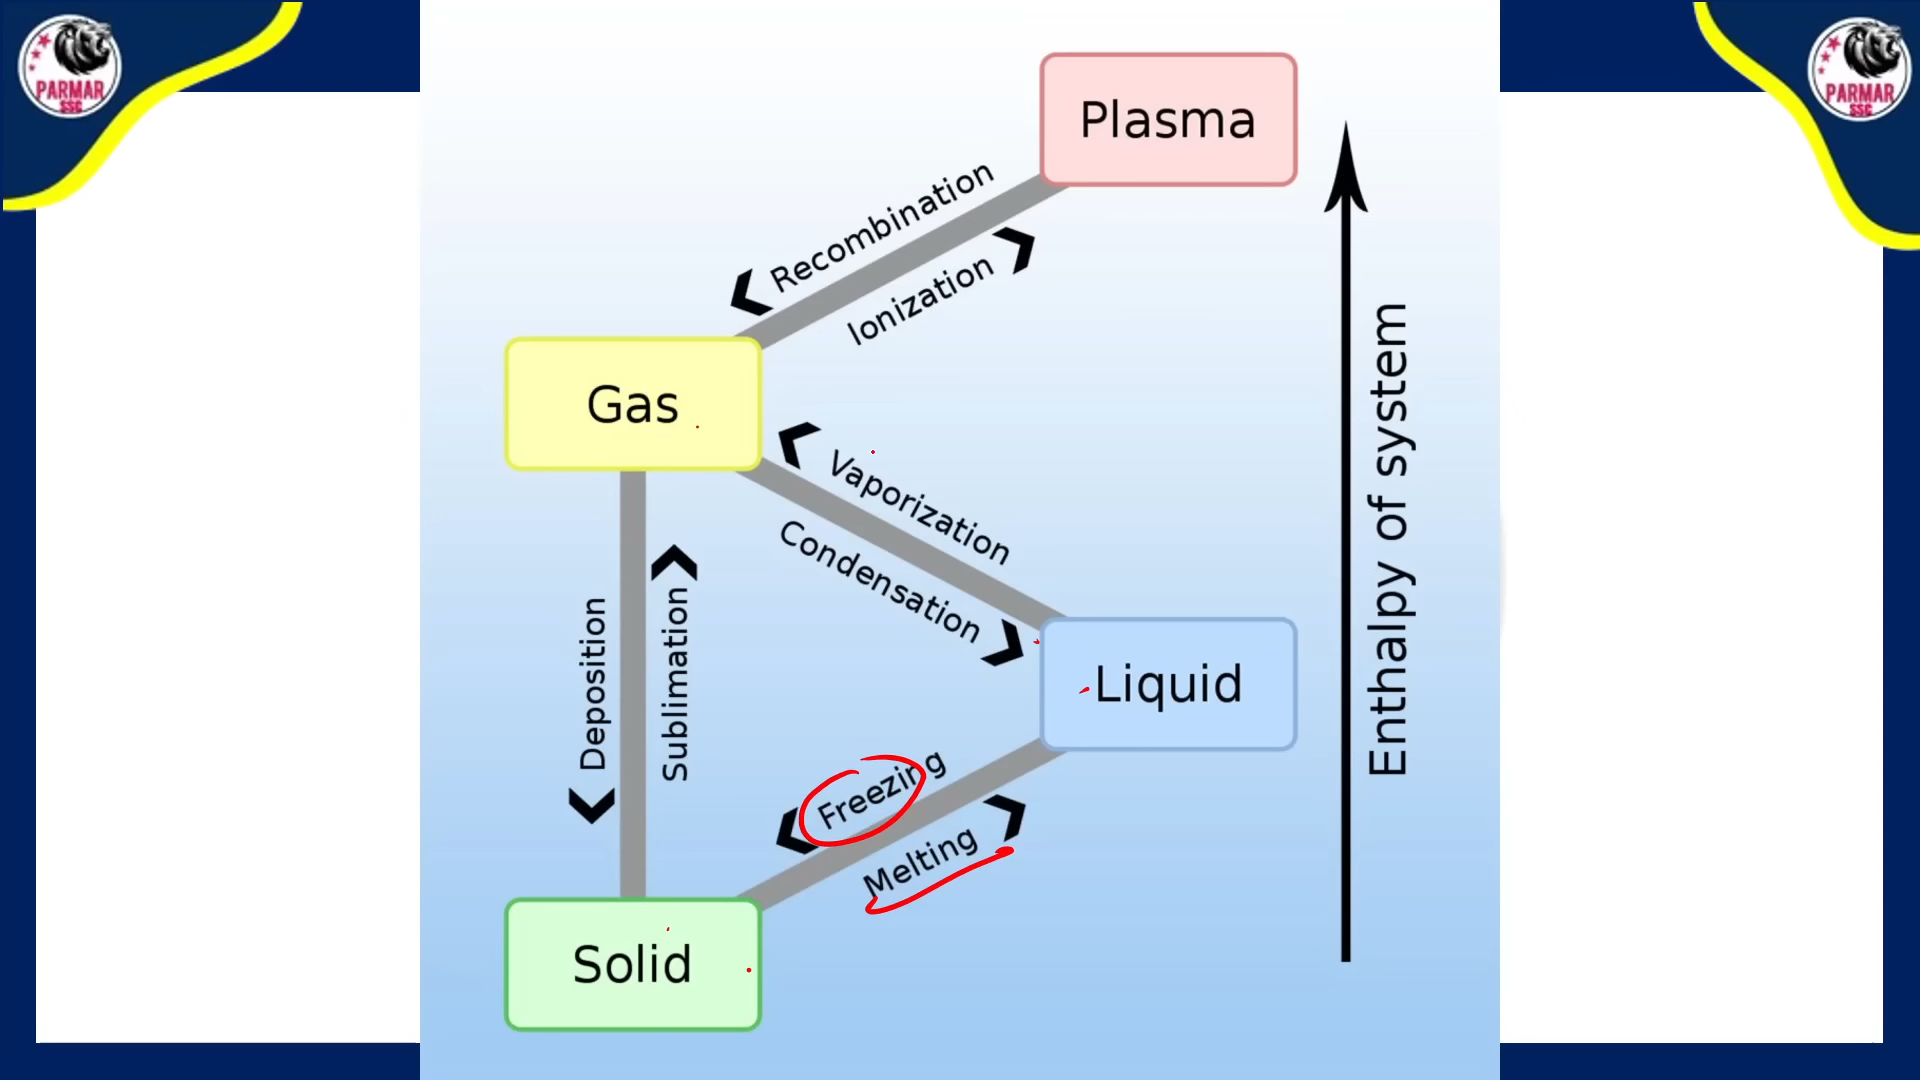 PARMAR
SSC
PARMAR
SSC
Plasma
Recombination
Ionization
Gas
Vaporization
Condensation
Deposition
Sublimation
Liquid
Freezing
Melting
Solid
Enthalpy of system